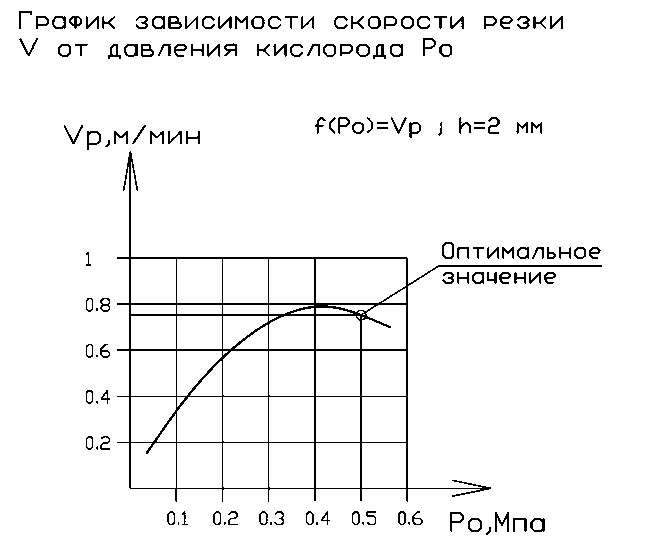 График зависимости скорости резки
V от давления кислорода Po
f(Po)=Vp ; h=2 мм
Vp,м/мин
Оптимальное
значение
1
0.8
0.6
0.4
0.2
0.1 0.2 0.3 0.4 0.5 0.6
Po,Мпа